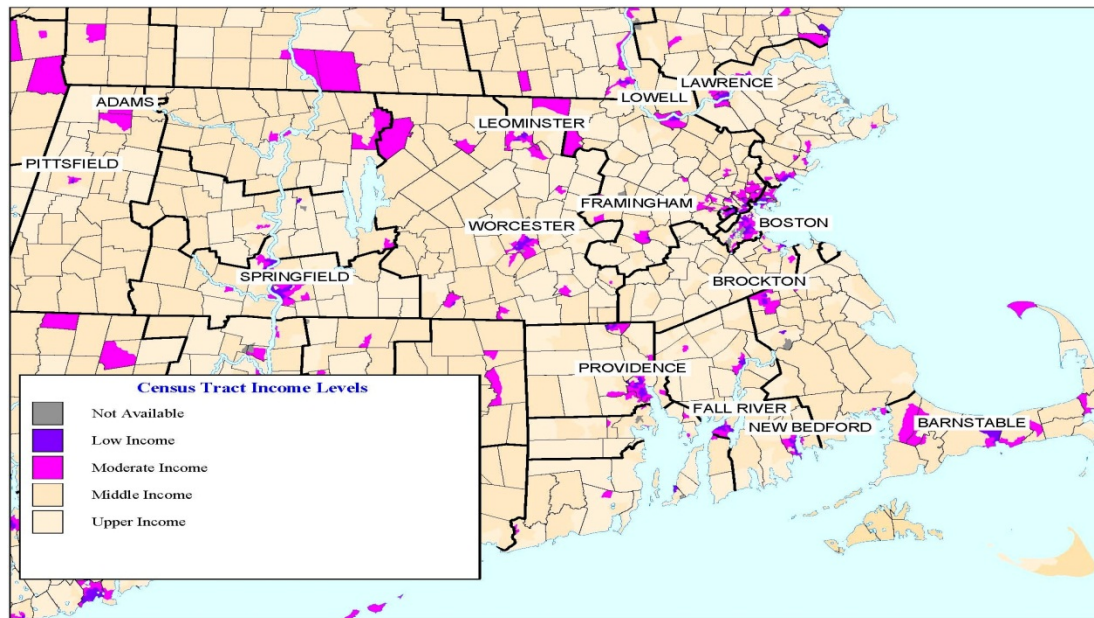 LAWRENCE
ADAMS
LOWELL
LEOMINSTER
PITTSFIELD
FRAMINGHAM
WORCESTER
BOSTON
SPRINGFIELD
BROCKTON
PROVIDENCE
FALL RIVER
NEW BEDFORD
BARNSTABLE
Census Tract Income Levels
Not Available
Low Income
Moderate Income
Middle Income
Upper Income